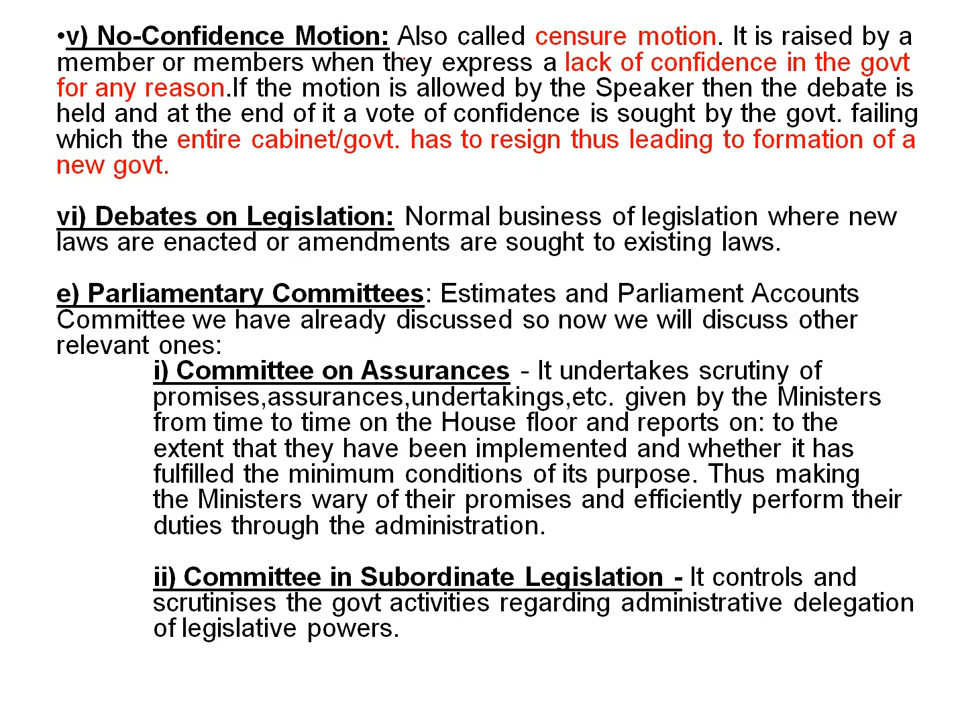 •v) No-Confidence Motion: Also called censure motion. It is raised by a
member or members when they express a lack of confidence in the govt
for any reason.If the motion is allowed by the Speaker then the debate is
held and at the end of it a vote of confidence is sought by the govt. failing
which the entire cabinet/govt. has to resign thus leading to formation of a
new govt.
vi) Debates on Legislation: Normal business of legislation where new
laws are enacted or amendments are sought to existing laws.
e) Parliamentary Committees: Estimates and Parliament Accounts
Committee we have already discussed so now we will discuss other
relevant ones:
i) Committee on Assurances - It undertakes scrutiny of
promises,assurances,undertakings,etc. given by the Ministers
from time to time on the House floor and reports on: to the
extent that they have been implemented and whether it has
fulfilled the minimum conditions of its purpose. Thus making
the Ministers wary of their promises and efficiently perform their
duties through the administration.
ii) Committee in Subordinate Legislation - It controls and
scrutinises the govt activities regarding administrative delegation
of legislative powers.